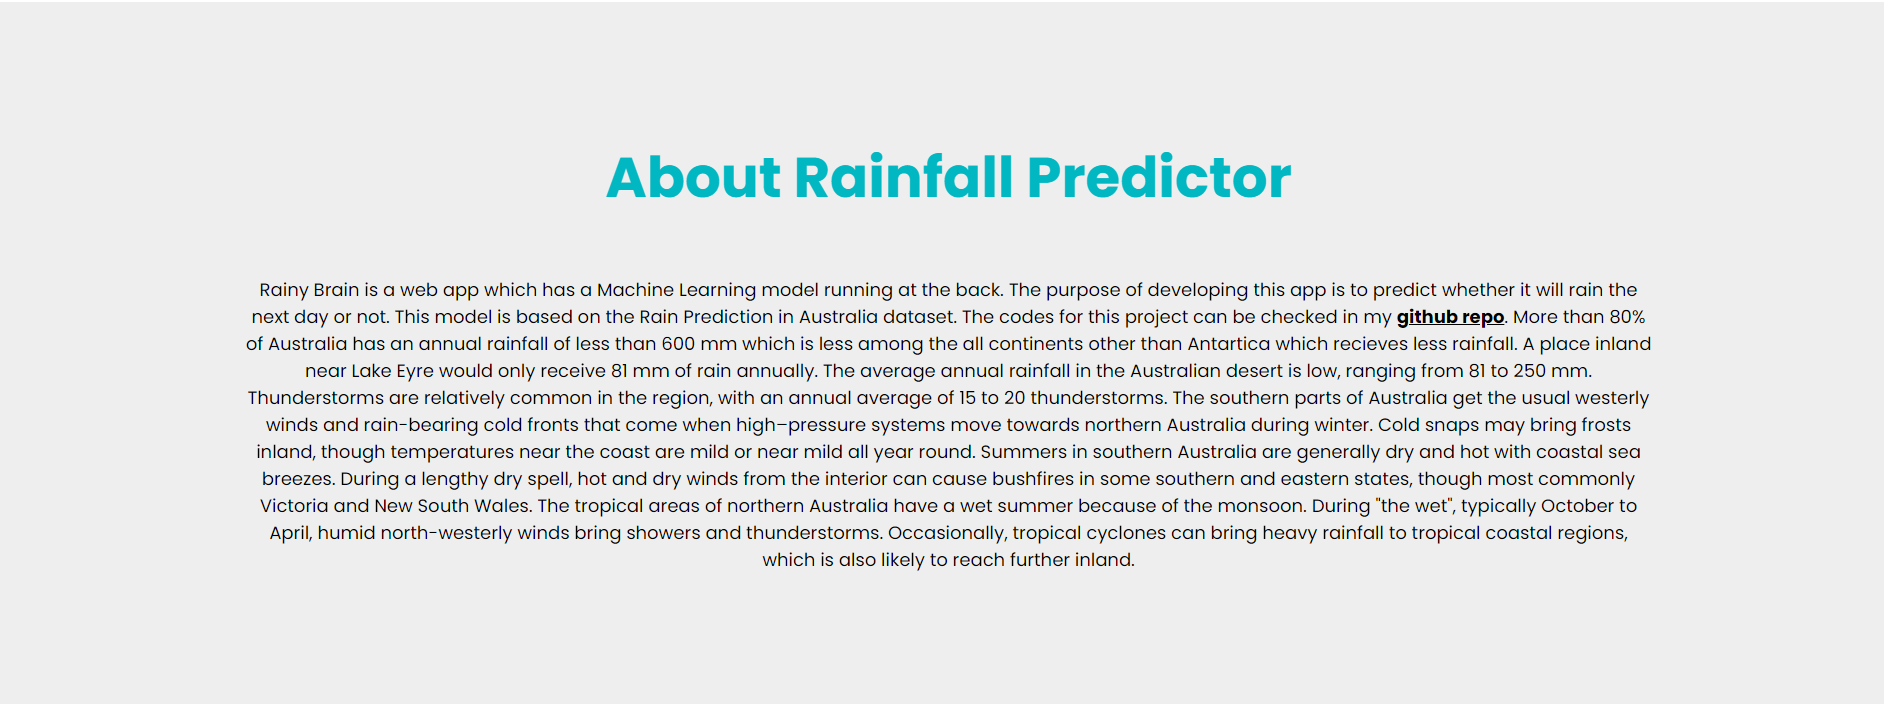 About Rainfall Predictor
Rainy Brain is a web app which has a Machine Learning model running at the back. The purpose of developing this app is to predict whether it will rain the
next day or not. This model is based on the Rain Prediction in Australia dataset. The codes for this project can be checked in my github repo. More than 80%
of Australia has an annual rainfall of less than 600 mm which is less among the all continents other than Antartica which recieves less rainfall. A place inland
near Lake Eyre would only receive 81 mm of rain annually. The average annual rainfall in the Australian desert is low, ranging from 81 to 250 mm.
Thunderstorms are relatively common in the region, with an annual average of 15 to 20 thunderstorms. The southern parts of Australia get the usual westerly
winds and rain-bearing cold fronts that come when high–pressure systems move towards northern Australia during winter. Cold snaps may bring frosts
inland, though temperatures near the coast are mild or near mild all year round. Summers in southern Australia are generally dry and hot with coastal sea
breezes. During a lengthy dry spell, hot and dry winds from the interior can cause bushfires in some southern and eastern states, though most commonly
Victoria and New South Wales. The tropical areas of northern Australia have a wet summer because of the monsoon. During "the wet", typically October to
April, humid north-westerly winds bring showers and thunderstorms. Occasionally, tropical cyclones can bring heavy rainfall to tropical coastal regions,
which is also likely to reach further inland.